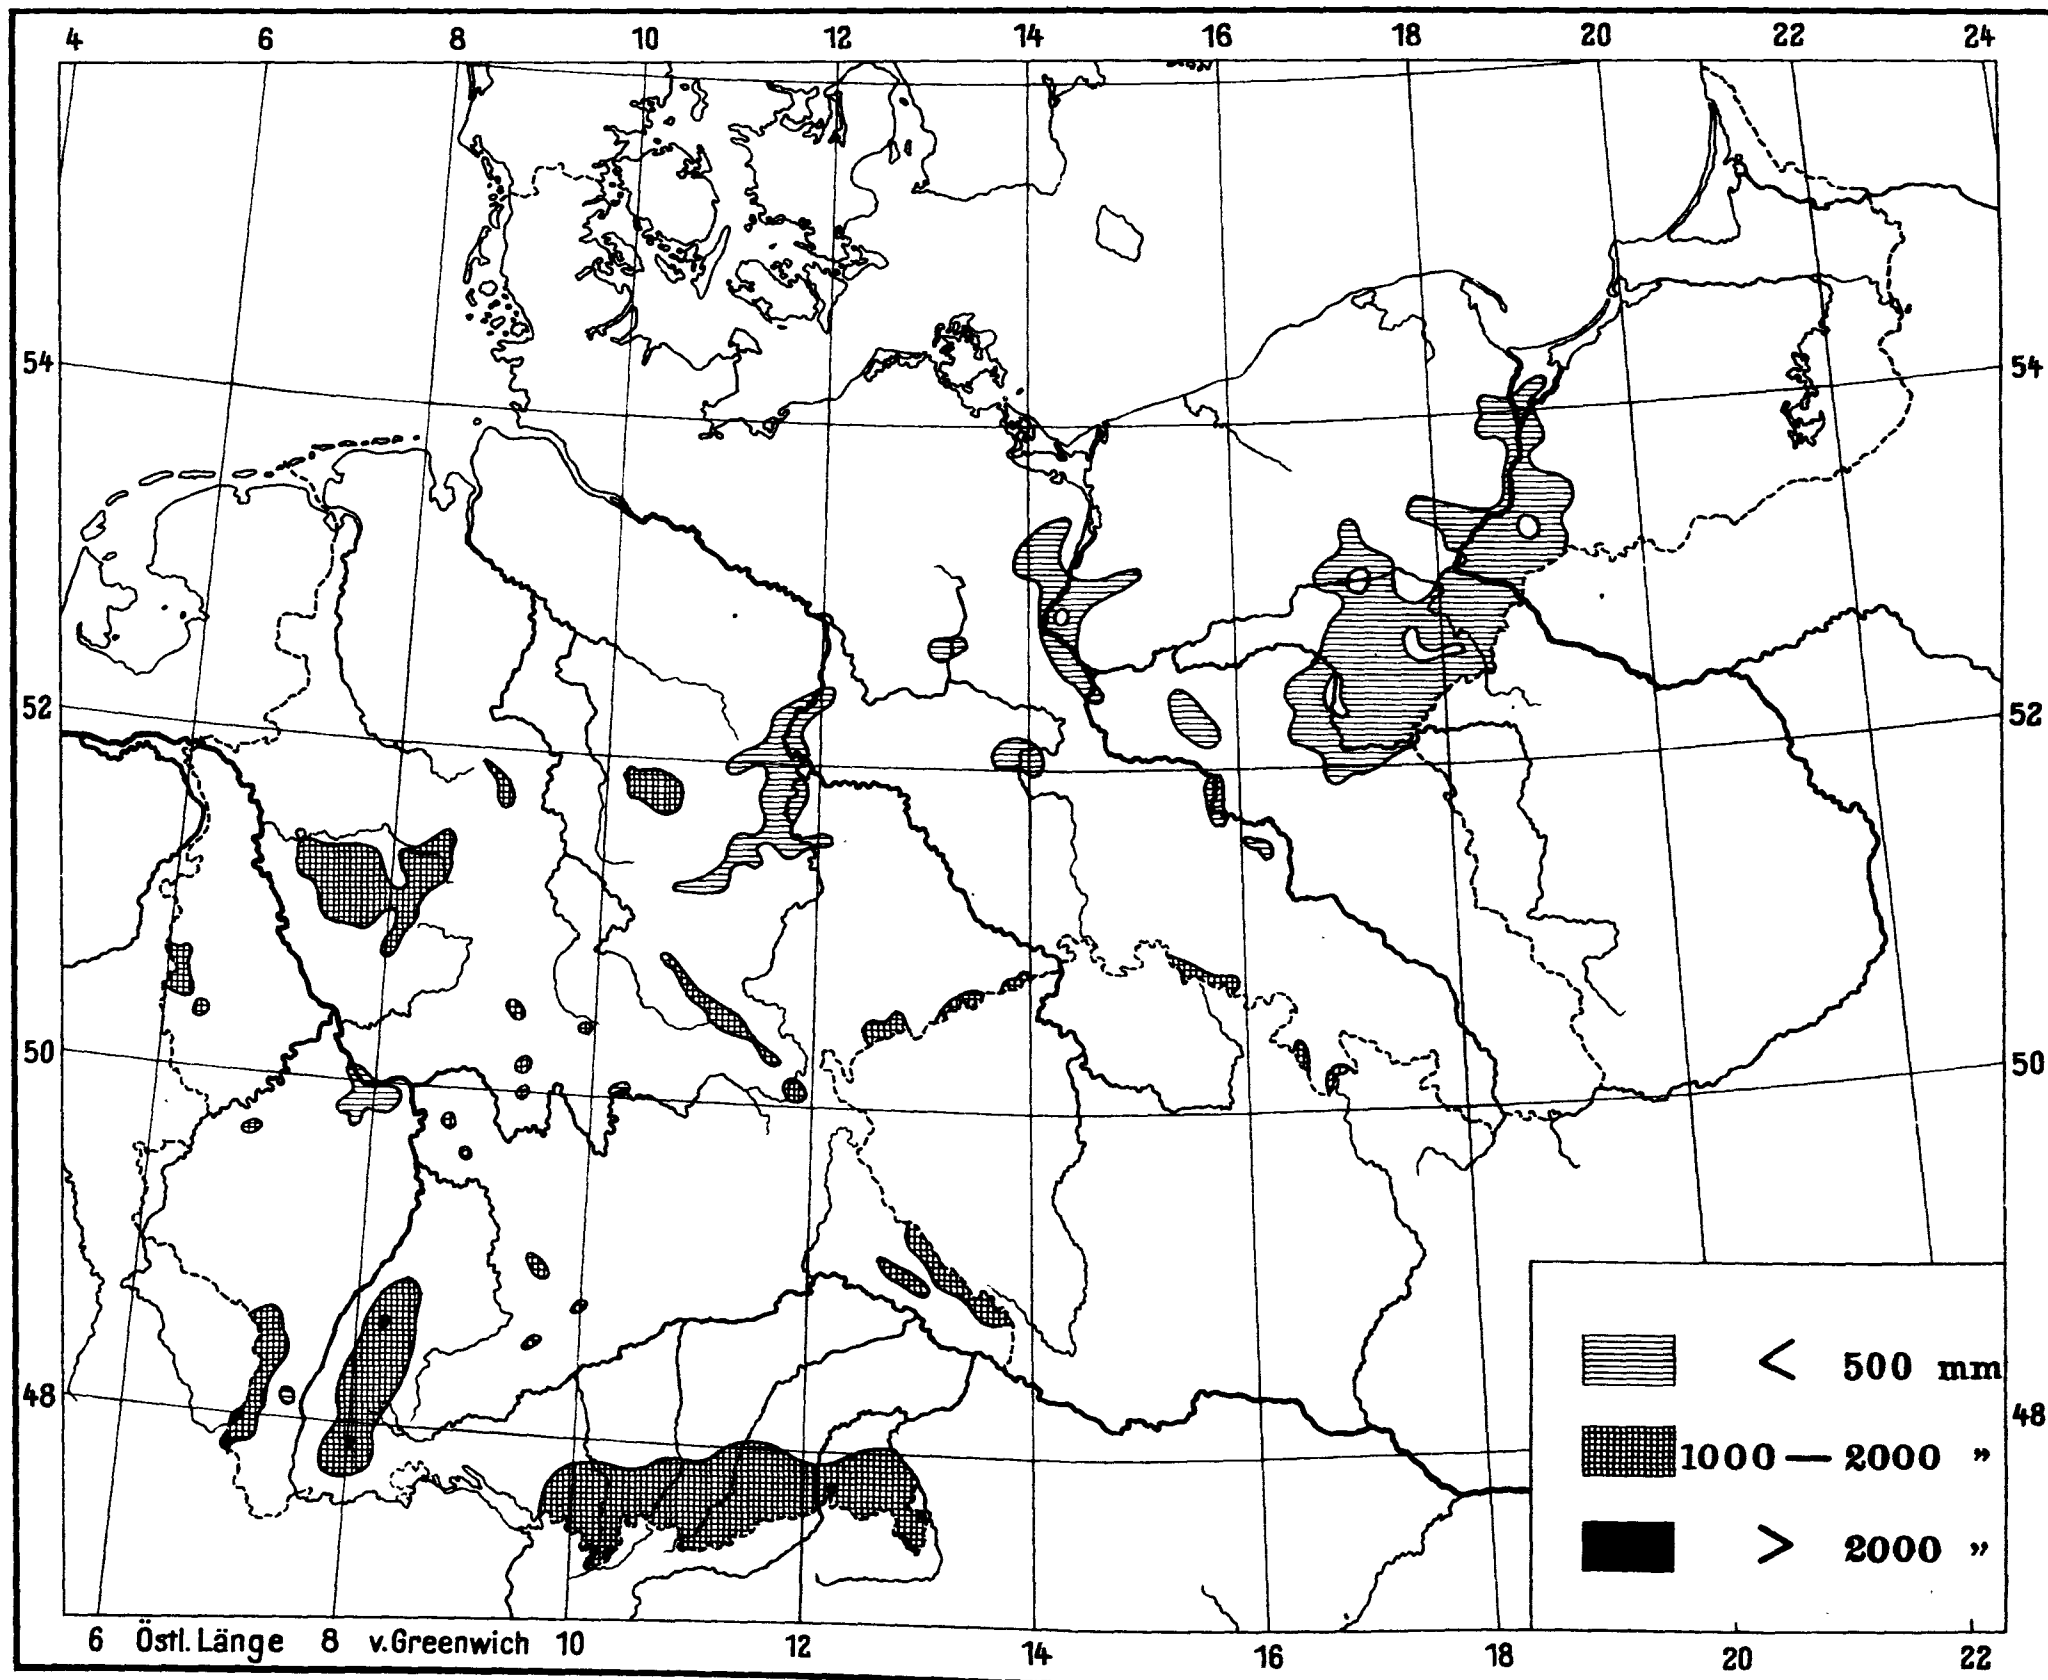 4 6 8 10 12 14 16 18 20 22 24
54 54
52 52
50 50
48 48
< 500 mm
1000 — 2000 "
> 2000 "
6 Östl. Länge 8 v. Greenwich 10 12 14 16 18 20 22